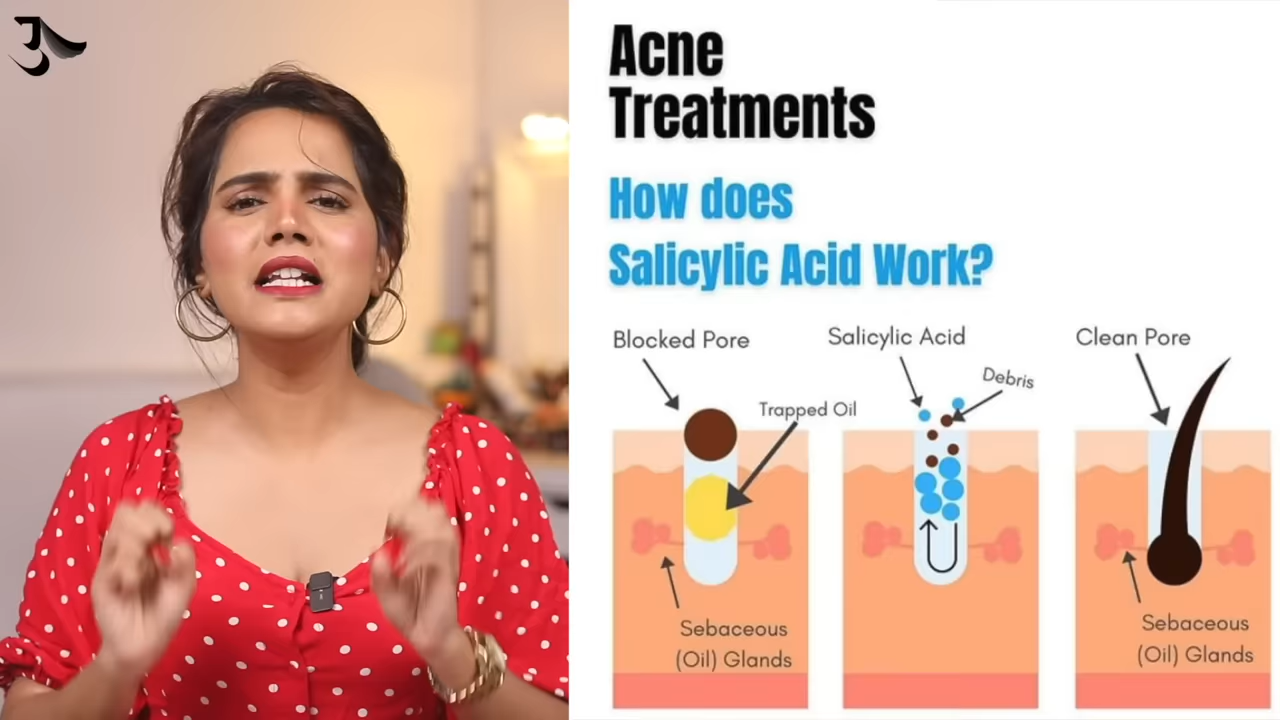 Acne
Treatments
How does
Salicylic Acid Work?
Blocked Pore
Trapped Oil
Sebaceous
(Oil) Glands
Salicylic Acid
Debris
Clean Pore
Sebaceous
(Oil) Glands